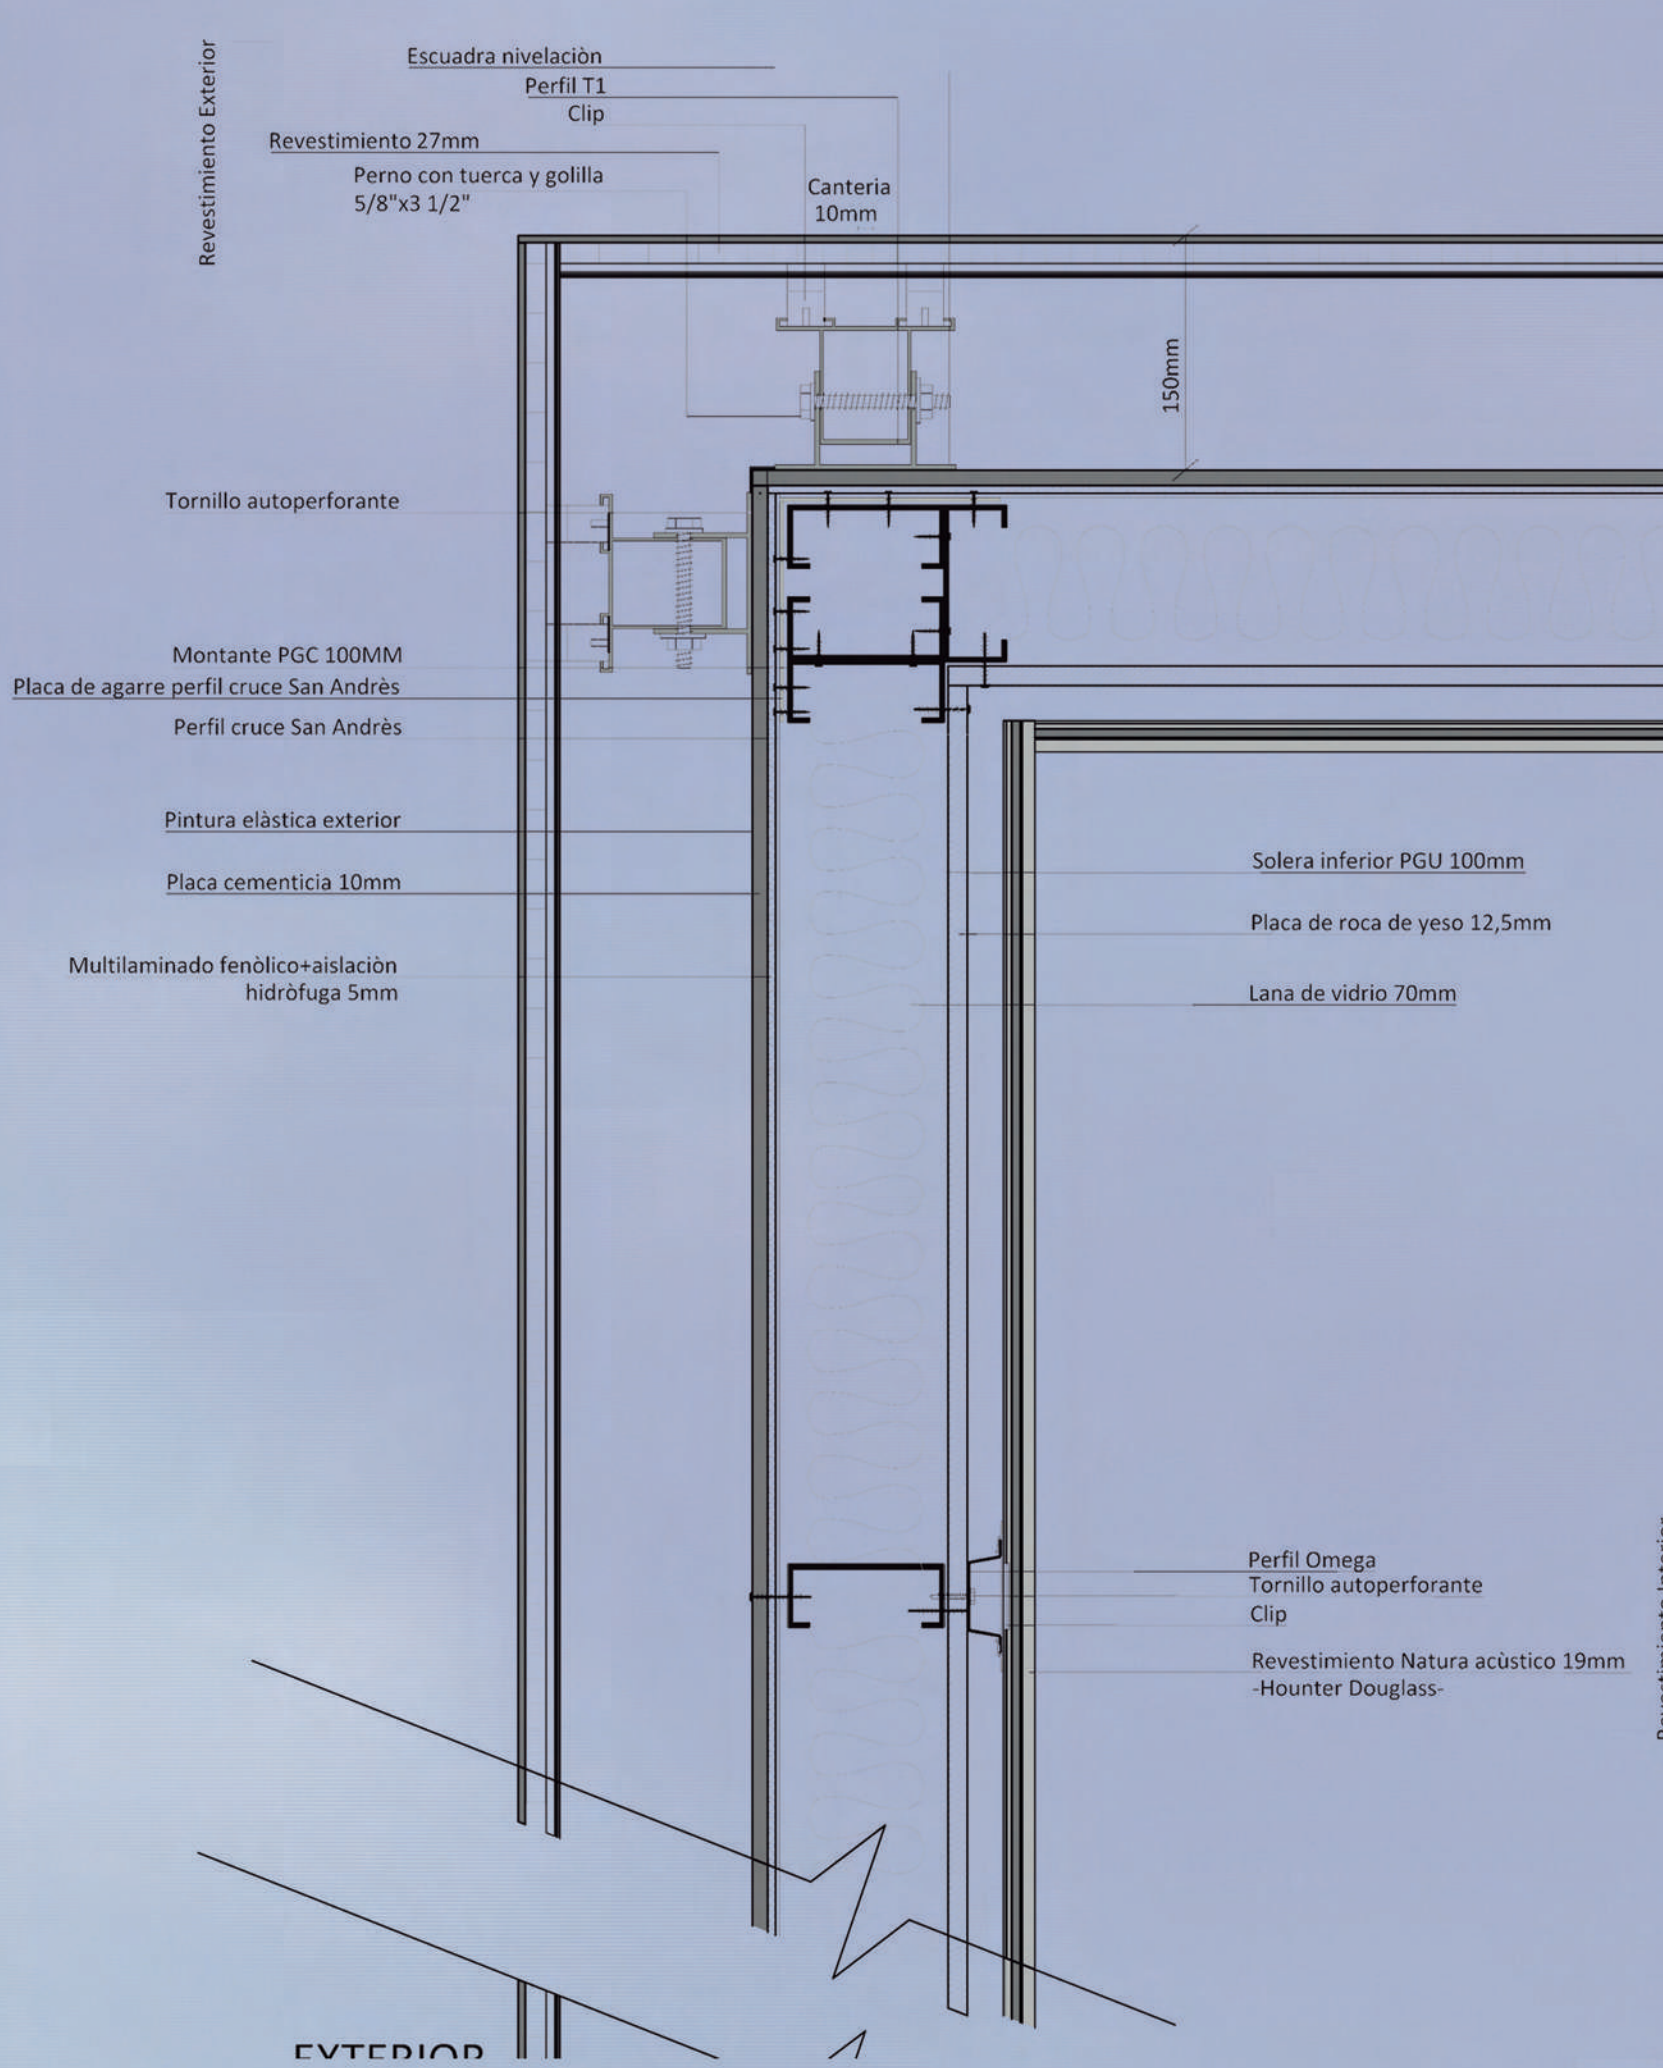 Revestimiento Exterior
Escuadra nivelaciòn
Perfil T1
Clip
Revestimiento 27mm
Perno con tuerca y golilla
5/8"x3 1/2"
Canteria
10mm
150mm
Tornillo autoperforante
Montante PGC 100MM
Placa de agarre perfil cruce San Andrès
Perfil cruce San Andrès
Pintura elàstica exterior
Placa cementicia 10mm
Multilaminado fenòlico+aislaciòn
hidròfuga 5mm
Solera inferior PGU 100mm
Placa de roca de yeso 12,5mm
Lana de vidrio 70mm
Perfil Omega
Tornillo autoperforante
Clip
Revestimiento Natura acùstico 19mm
-Hounter Douglass-
EXTERIOR